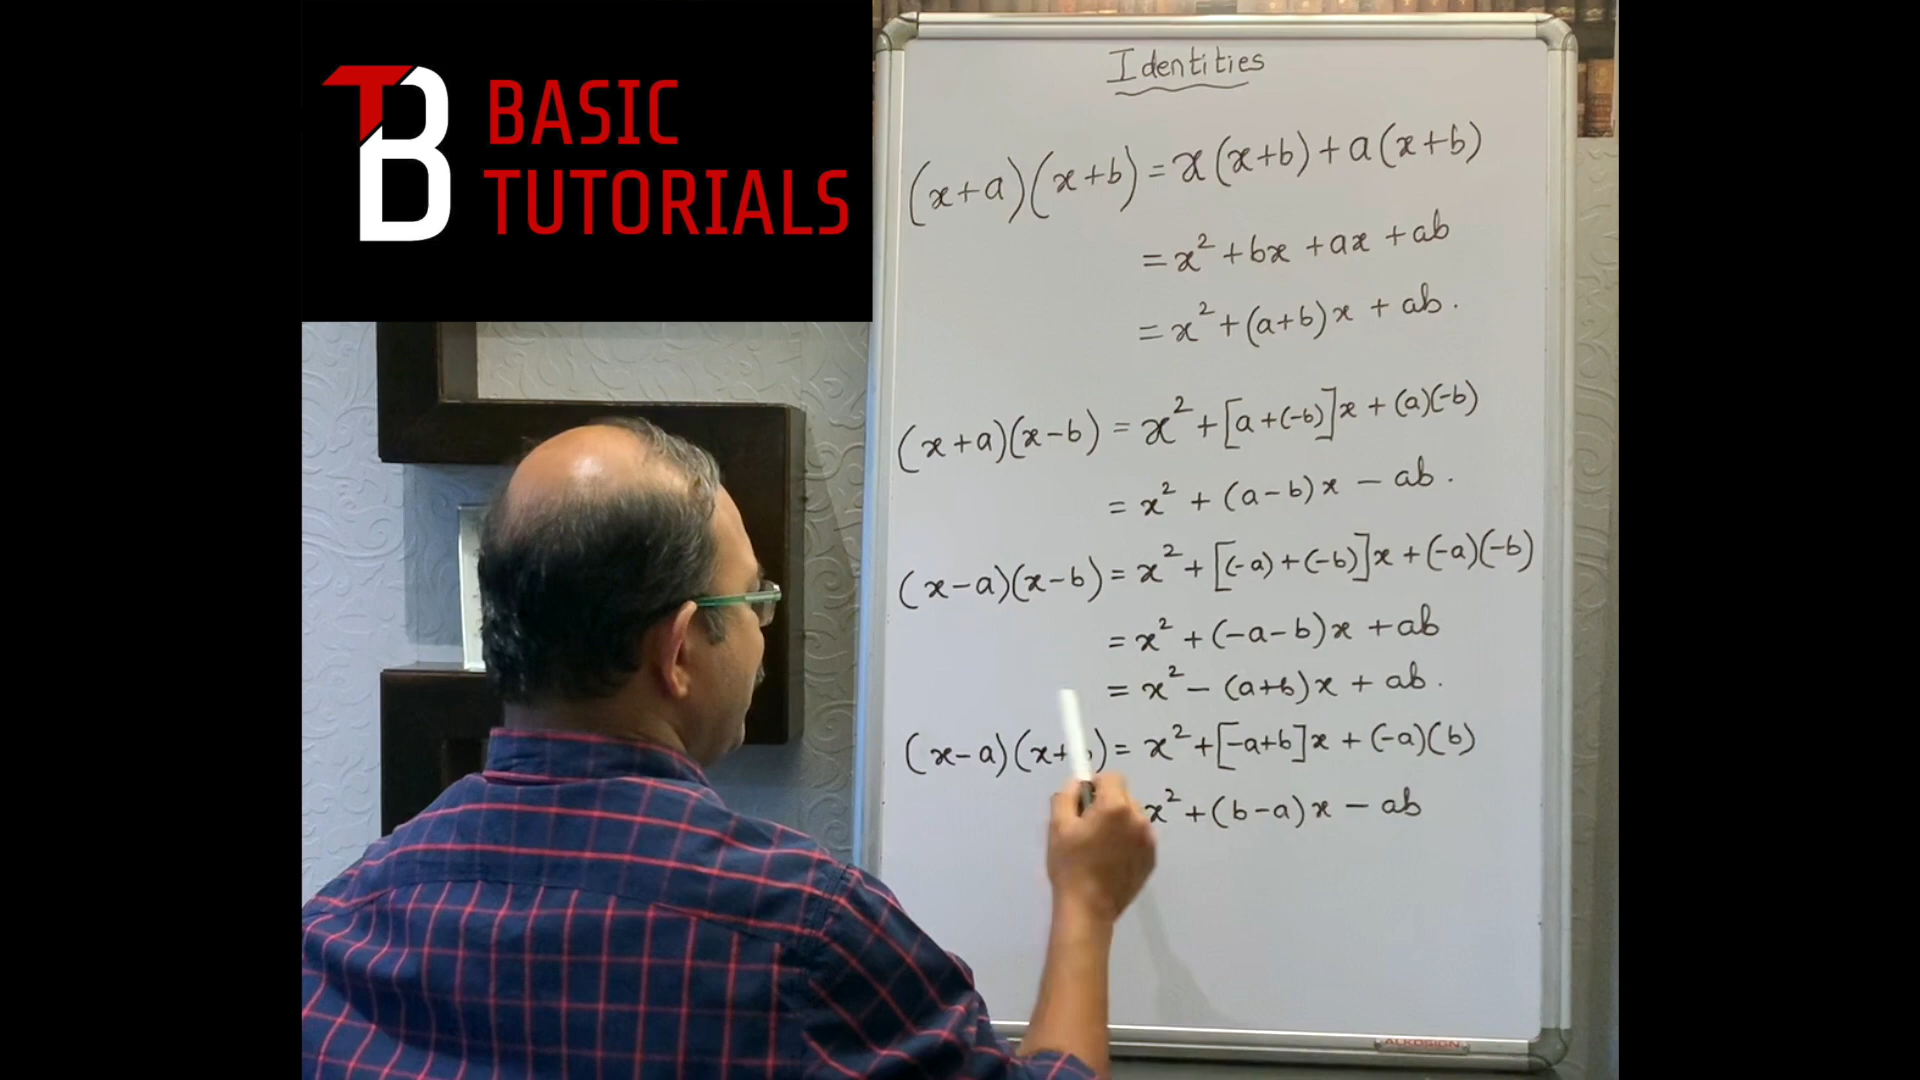 BASIC
TUTORIALS
Identities
(x+a)(x+b) = x(x+b)+a(x+b)
= x² + bx + ax + ab
= x² + (a+b)x + ab.
(x+a)(x-b) = x² + [a+(-b)]x + (a)(-b)
= x² + (a-b)x - ab.
(x-a)(x-b) = x² + [(-a)+(-b)]x + (-a)(-b)
= x² + (-a-b)x + ab
= x² - (a+b)x + ab.
(x-a)(x+b) = x² + [-a+b]x + (-a)(b)
x² + (b-a)x - ab
ALKOSIGN